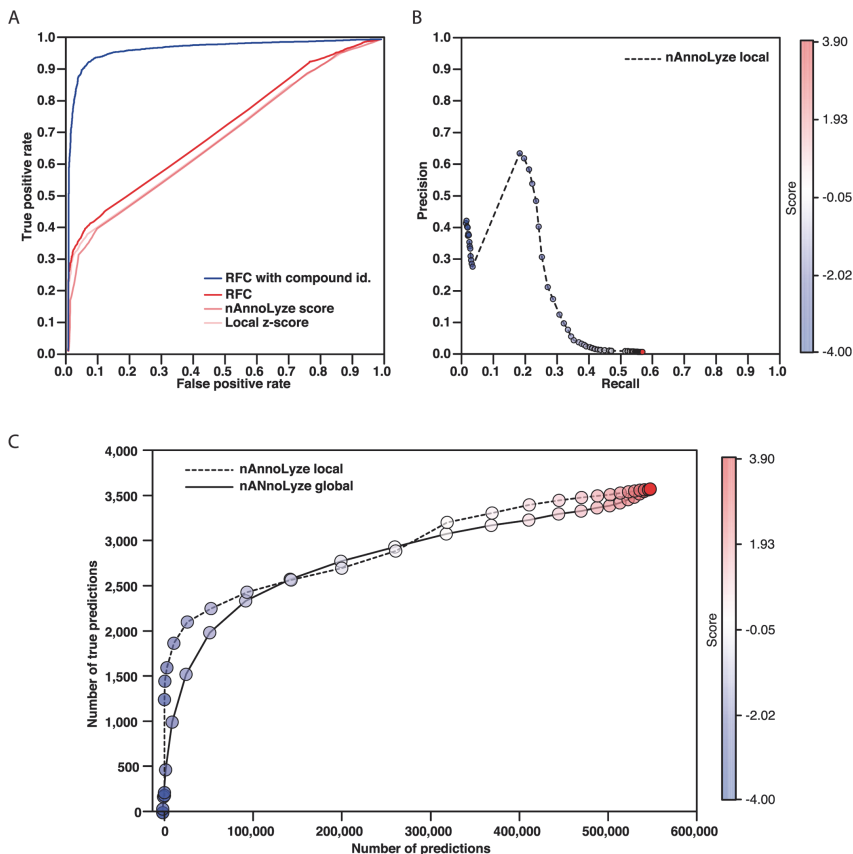 A
1.0
0.9
0.8
0.7
0.6
0.5
0.4
0.3
0.2
0.1
0.0
True positive rate
RFC with compound id.
RFC
nAnnoLyze score
Local z-score
0.0 0.1 0.2 0.3 0.4 0.5 0.6 0.7 0.8 0.9 1.0
False positive rate
B
1.0
0.9
0.8
0.7
0.6
0.5
0.4
0.3
0.2
0.1
0.0
Precision
nAnnoLyze local
0.0 0.1 0.2 0.3 0.4 0.5 0.6 0.7 0.8 0.9 1.0
Recall
3.90
1.93
-0.05
-2.02
-4.00
Score
C
4,000
3,500
3,000
2,500
2,000
1,500
1,000
500
0
Number of true predictions
nAnnoLyze local
nANnoLyze global
0 100,000 200,000 300,000 400,000 500,000 600,000
Number of predictions
3.90
1.93
-0.05
-2.02
-4.00
Score